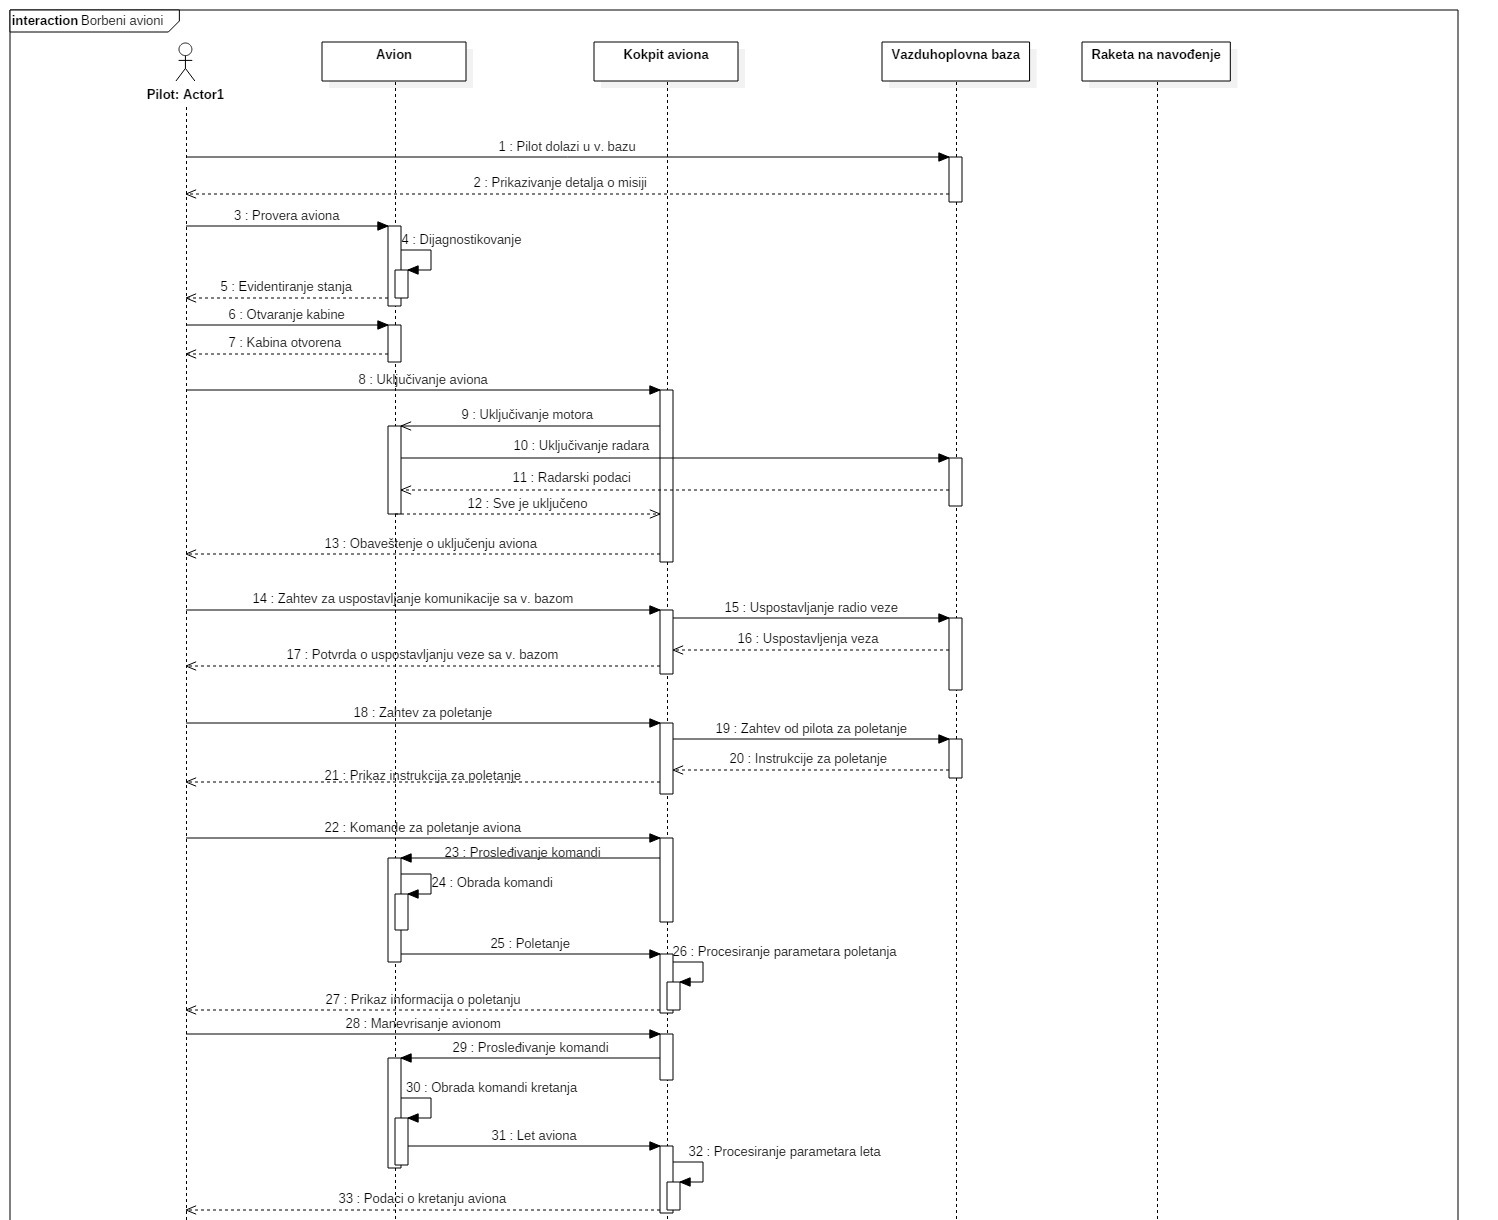 interaction Borbeni avioni
Pilot: Actor1
Avion
Kokpit aviona
Vazduhoplovna baza
Raketa na navođenje
1 : Pilot dolazi u v. bazu
2 : Prikazivanje detalja o misiji
3 : Provera aviona
4 : Dijagnostikovanje
5 : Evidentiranje stanja
6 : Otvaranje kabine
7 : Kabina otvorena
8 : Uključivanje aviona
9 : Uključivanje motora
10 : Uključivanje radara
11 : Radarski podaci
12 : Sve je uključeno
13 : Obaveštenje o uključenju aviona
14 : Zahtev za uspostavljanje komunikacije sa v. bazom
15 : Uspostavljanje radio veze
16 : Uspostavljenja veza
17 : Potvrda o uspostavljanju veze sa v. bazom
18 : Zahtev za poletanje
19 : Zahtev od pilota za poletanje
20 : Instrukcije za poletanje
21 : Prikaz instrukcija za poletanje
22 : Komande za poletanje aviona
23 : Prosleđivanje komandi
24 : Obrada komandi
25 : Poletanje
26 : Procesiranje parametara poletanja
27 : Prikaz informacija o poletanju
28 : Manevrisanje avionom
29 : Prosleđivanje komandi
30 : Obrada komandi kretanja
31 : Let aviona
32 : Procesiranje parametara leta
33 : Podaci o kretanju aviona